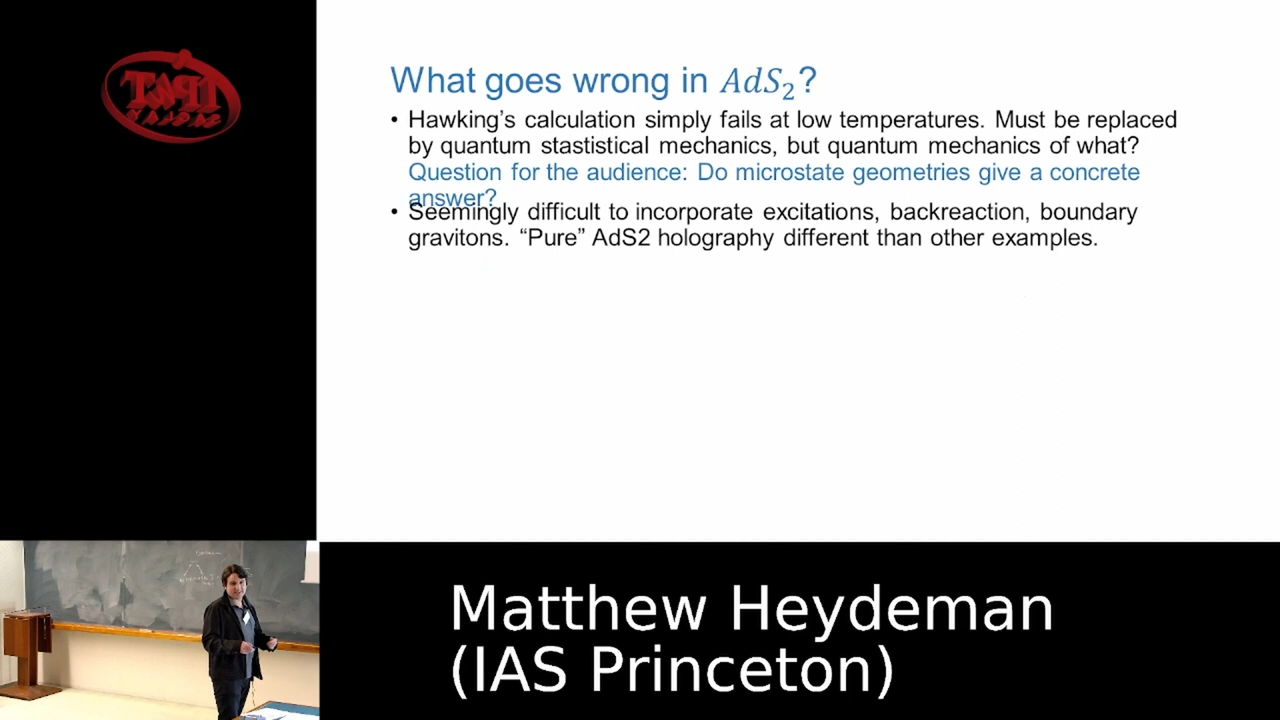 What goes wrong in AdS₂?
• Hawking's calculation simply fails at low temperatures. Must be replaced
by quantum stastistical mechanics, but quantum mechanics of what?
Question for the audience: Do microstate geometries give a concrete
answer?
• Seemingly difficult to incorporate excitations, backreaction, boundary
gravitons. “Pure” AdS2 holography different than other examples.
Matthew Heydeman
(IAS Princeton)